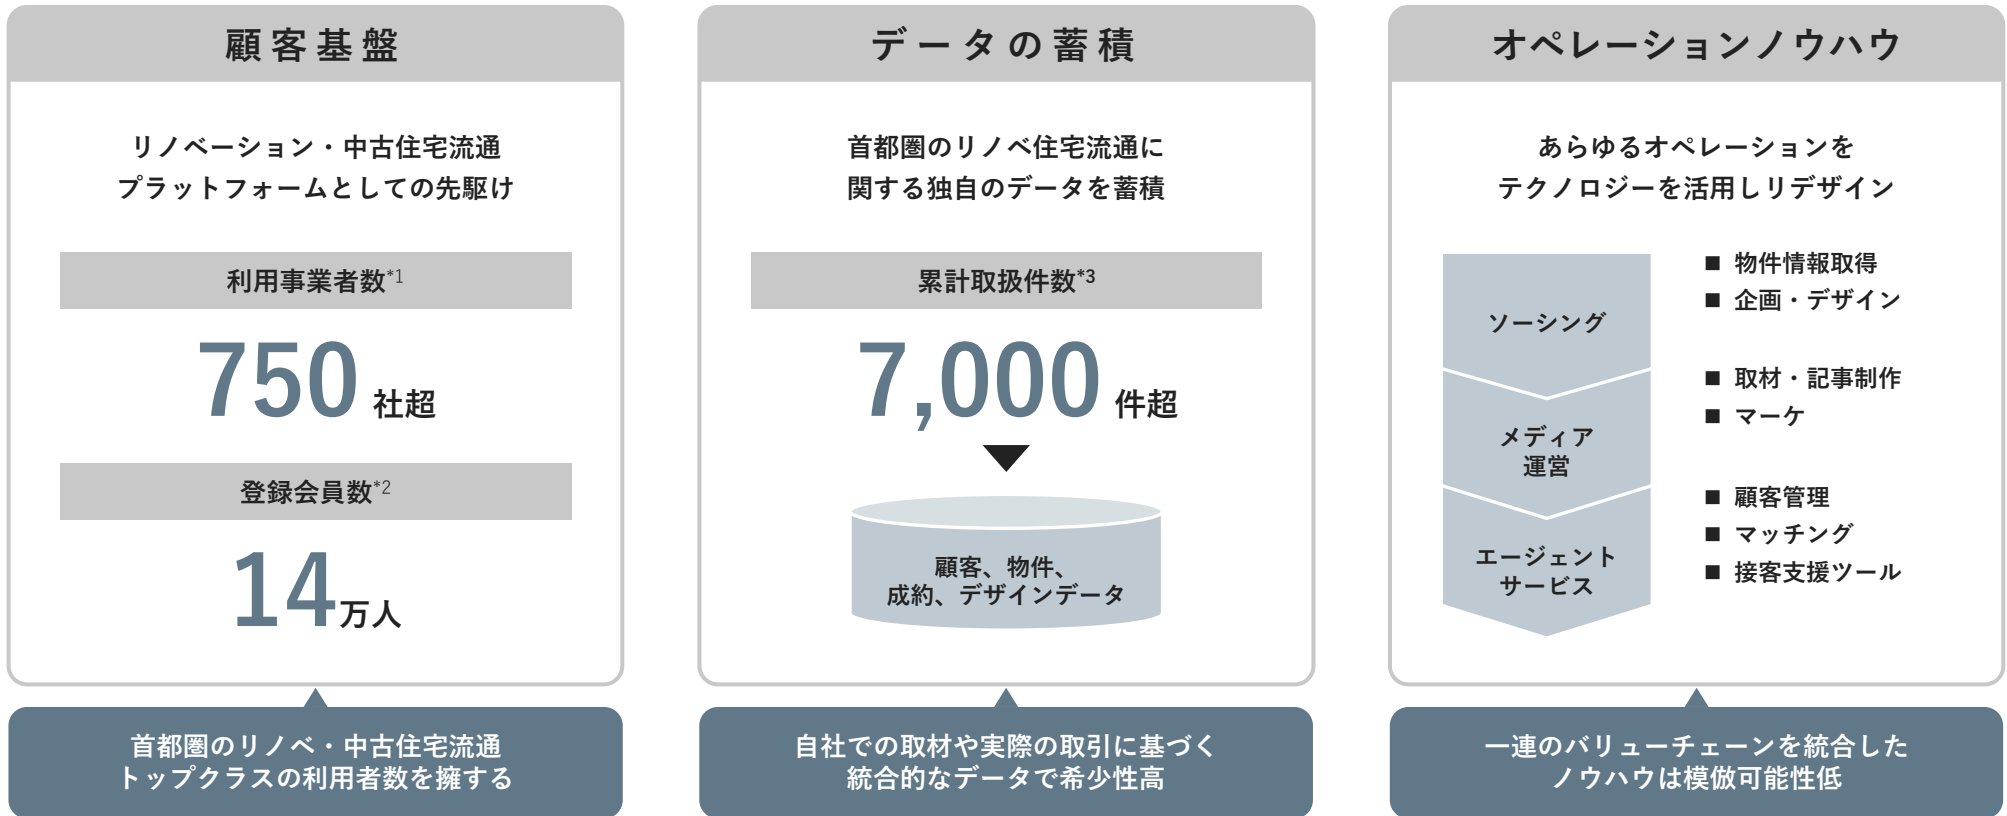 顧客基盤
リノベーション・中古住宅流通
プラットフォームとしての先駆け
利用事業者数*1
750 社超
登録会員数*2
14万人
首都圏のリノベ・中古住宅流通
トップクラスの利用者数を擁する
データの蓄積
首都圏のリノベ住宅流通に
関する独自のデータを蓄積
累計取扱件数*3
7,000 件超
顧客、物件、
成約、デザインデータ
自社での取材や実際の取引に基づく
統合的なデータで希少性高
オペレーションノウハウ
あらゆるオペレーションを
テクノロジーを活用しリデザイン
ソーシング
■ 物件情報取得
■ 企画・デザイン
メディア
運営
■ 取材・記事制作
■ マーケ
エージェント
サービス
■ 顧客管理
■ マッチング
■ 接客支援ツール
一連のバリューチェーンを統合した
ノウハウは模倣可能性低